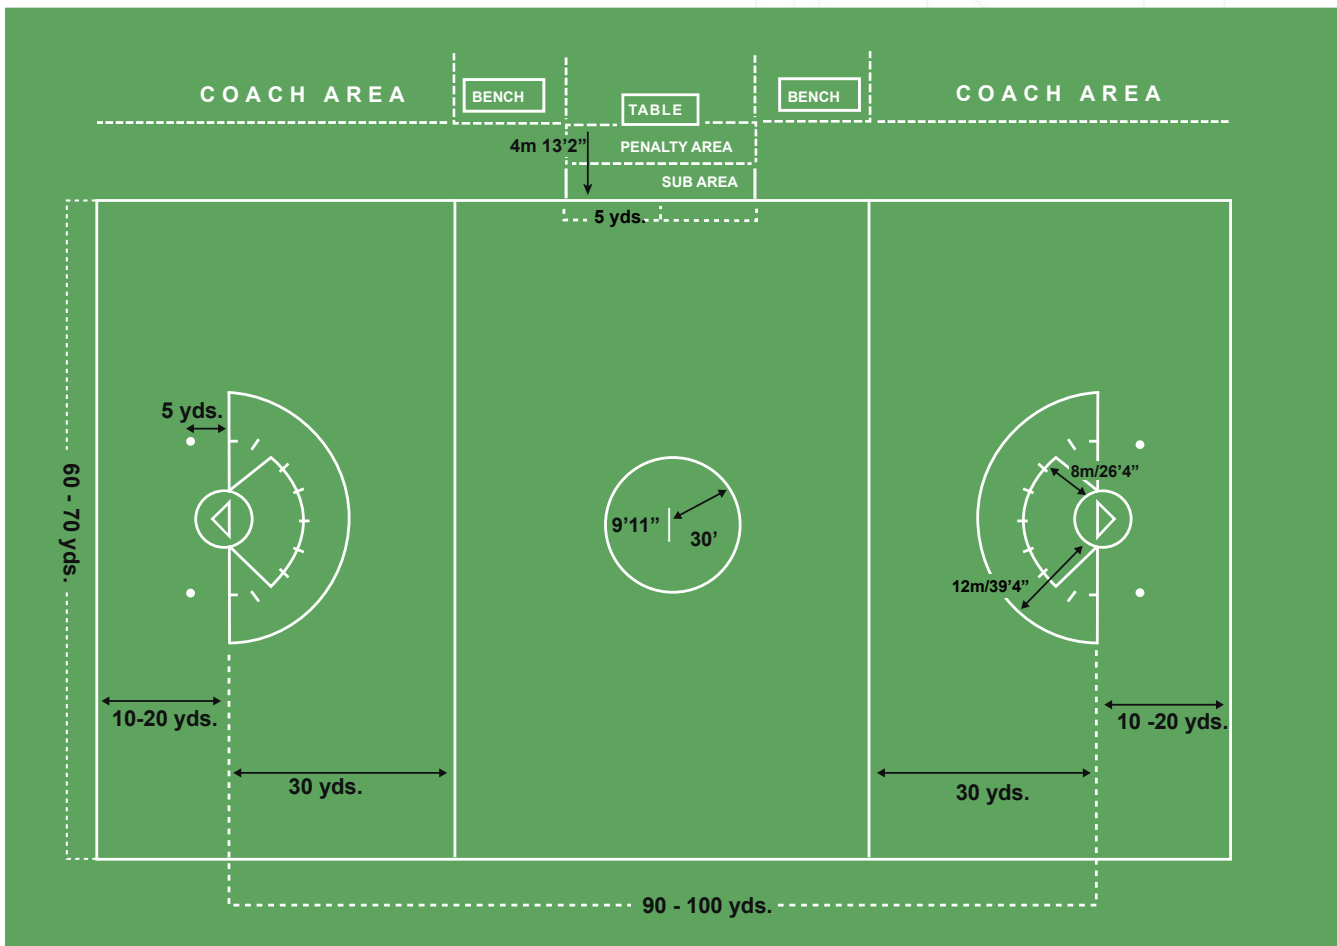 COACH AREA
BENCH
TABLE
BENCH
COACH AREA
4m 13’2”
PENALTY AREA
SUB AREA
5 yds.
5 yds.
60 - 70 yds.
8m/26’4”
9’11”
30’
12m/39’4”
10-20 yds.
10 -20 yds.
30 yds.
30 yds.
90 - 100 yds.